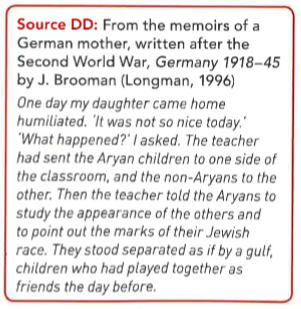 Source DD: From the memoirs of a
German mother, written after the
Second World War, Germany 1918–45
by J. Brooman (Longman, 1996)
One day my daughter came home
humiliated. 'It was not so nice today.'
'What happened?' I asked. The teacher
had sent the Aryan children to one side of
the classroom, and the non-Aryans to the
other. Then the teacher told the Aryans to
study the appearance of the others and
to point out the marks of their Jewish
race. They stood separated as if by a gulf,
children who had played together as
friends the day before.